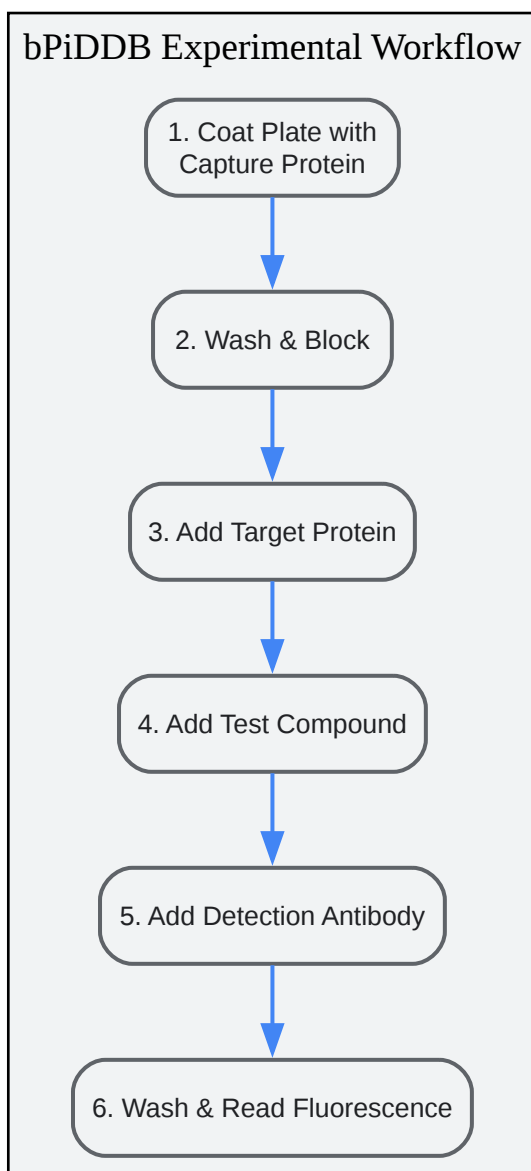 bPiDDB Experimental Workflow
1. Coat Plate with
Capture Protein
2. Wash & Block
3. Add Target Protein
4. Add Test Compound
5. Add Detection Antibody
6. Wash & Read Fluorescence